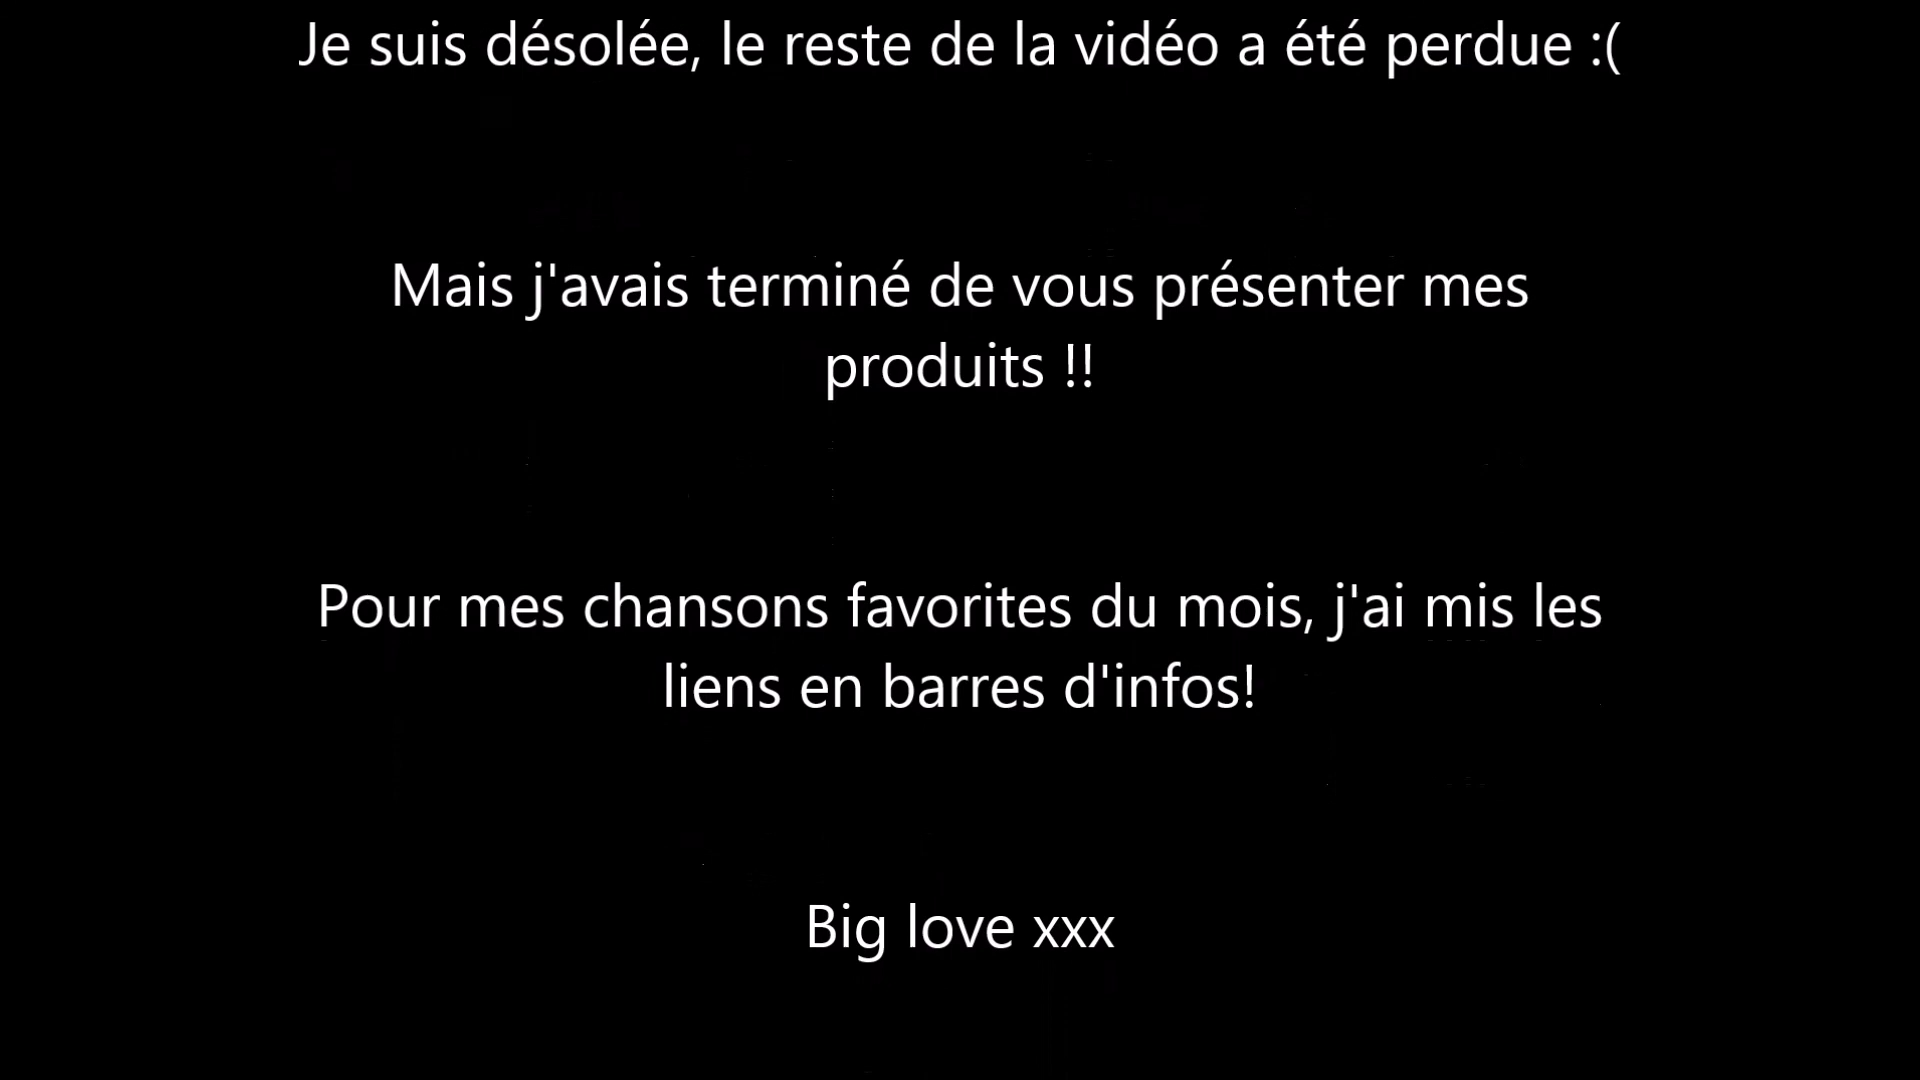 Je suis désolée, le reste de la vidéo a été perdue :(
Mais j'avais terminé de vous présenter mes
produits !!
Pour mes chansons favorites du mois, j'ai mis les
liens en barres d'infos!
Big love xxx